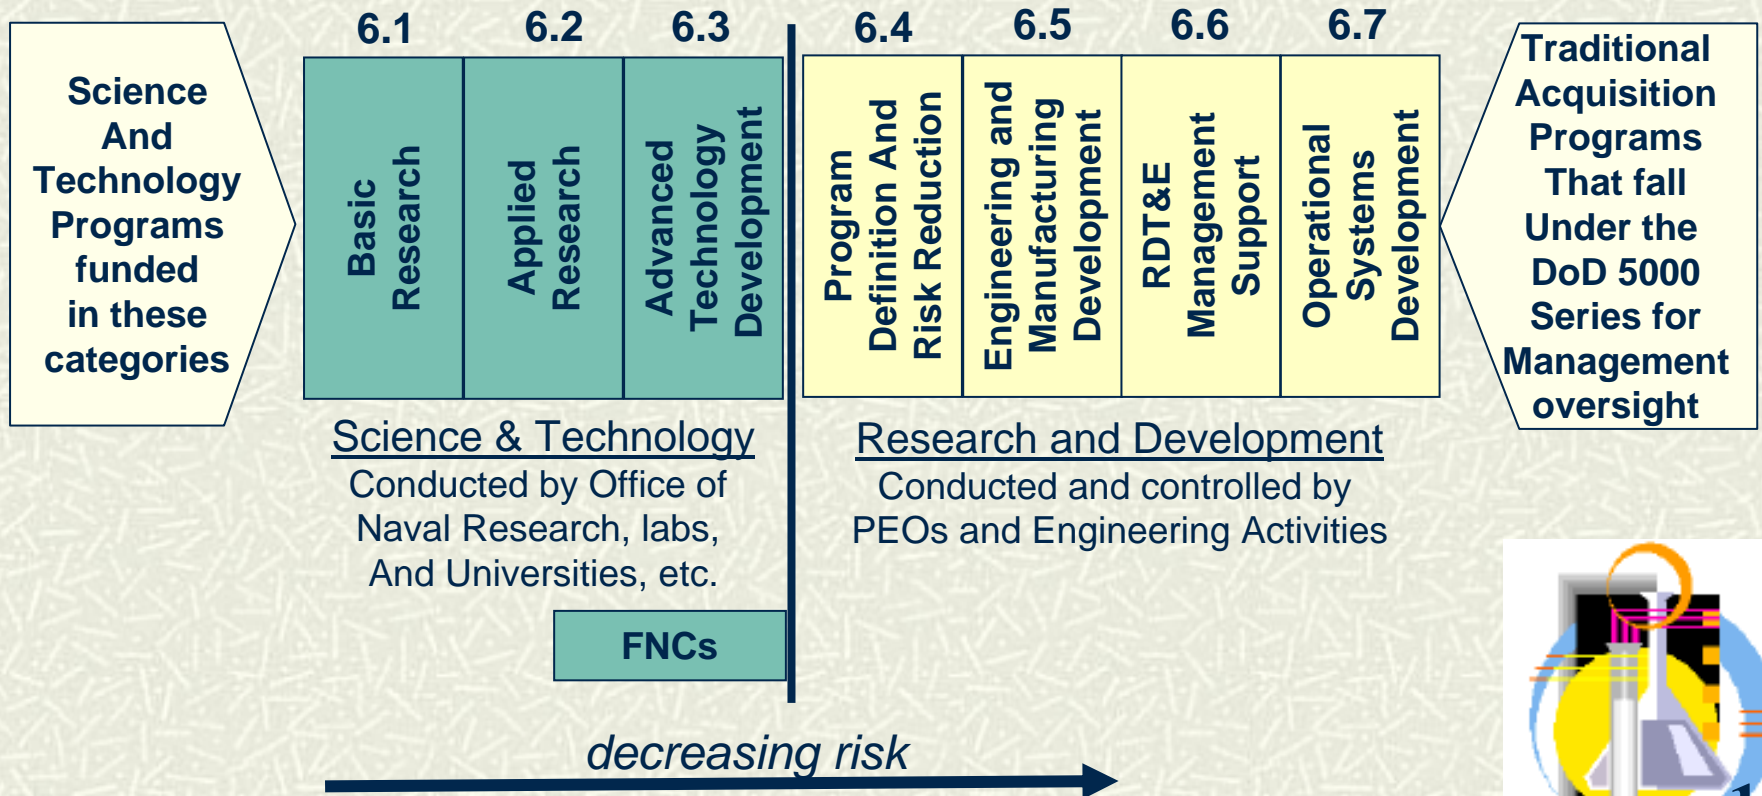 Science
And
Technology
Programs
funded
in these
categories
6.1
6.2
6.3
6.4
6.5
6.6
6.7
Basic
Research
Applied
Research
Advanced
Technology
Development
Program
Definition And
Risk Reduction
Engineering and
Manufacturing
Development
RDT&E
Management
Support
Operational
Systems
Development
Traditional
Acquisition
Programs
That fall
Under the
DoD 5000
Series for
Management
oversight
Science & Technology
Conducted by Office of
Naval Research, labs,
And Universities, etc.
Research and Development
Conducted and controlled by
PEOs and Engineering Activities
FNCs
decreasing risk